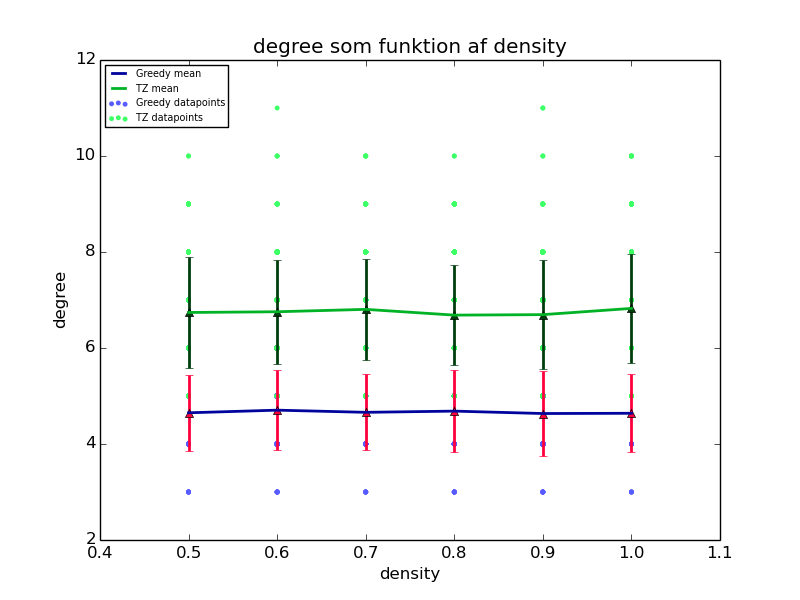 degree som funktion af density
Greedy mean
TZ mean
Greedy datapoints
TZ datapoints
12
10
8
6
4
2
degree
0.4 0.5 0.6 0.7 0.8 0.9 1.0 1.1
density